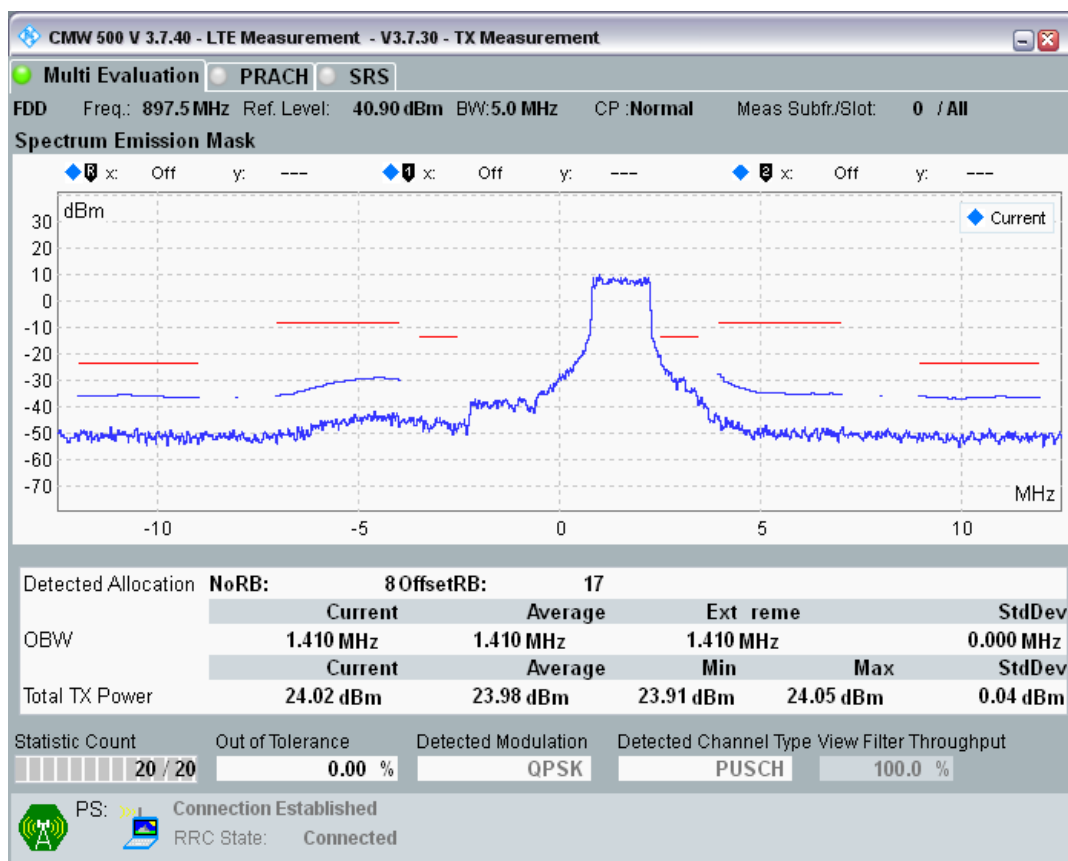 CMW 500 V 3.7.40 - LTE Measurement - V3.7.30 - TX Measurement
Multi Evaluation PRACH SRS
FDD Freq.: 897.5 MHz Ref. Level: 40.90 dBm BW:5.0 MHz CP :Normal Meas Subfr./Slot: 0 / All
Spectrum Emission Mask
R x: Off y: --- 1 x: Off y: --- 2 x: Off y: ---
dBm
Current
30
20
10
0
-10
-20
-30
-40
-50
-60
-70
MHz
-10 -5 0 5 10
Detected Allocation NoRB: 8 OffsetRB: 17
Current Average Ext reme StdDev
OBW 1.410 MHz 1.410 MHz 1.410 MHz 0.000 MHz
Current Average Min Max StdDev
Total TX Power 24.02 dBm 23.98 dBm 23.91 dBm 24.05 dBm 0.04 dBm
Statistic Count Out of Tolerance Detected Modulation Detected Channel Type View Filter Throughput
20 / 20 0.00 % QPSK PUSCH 100.0 %
PS: Connection Established
RRC State: Connected